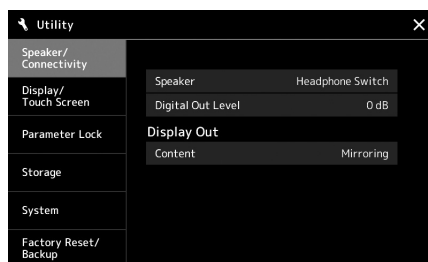 Utility
Speaker/
Connectivity
Display/
Touch Screen
Parameter Lock
Storage
System
Factory Reset/
Backup
Speaker Headphone Switch
Digital Out Level 0 dB
Display Out
Content Mirroring